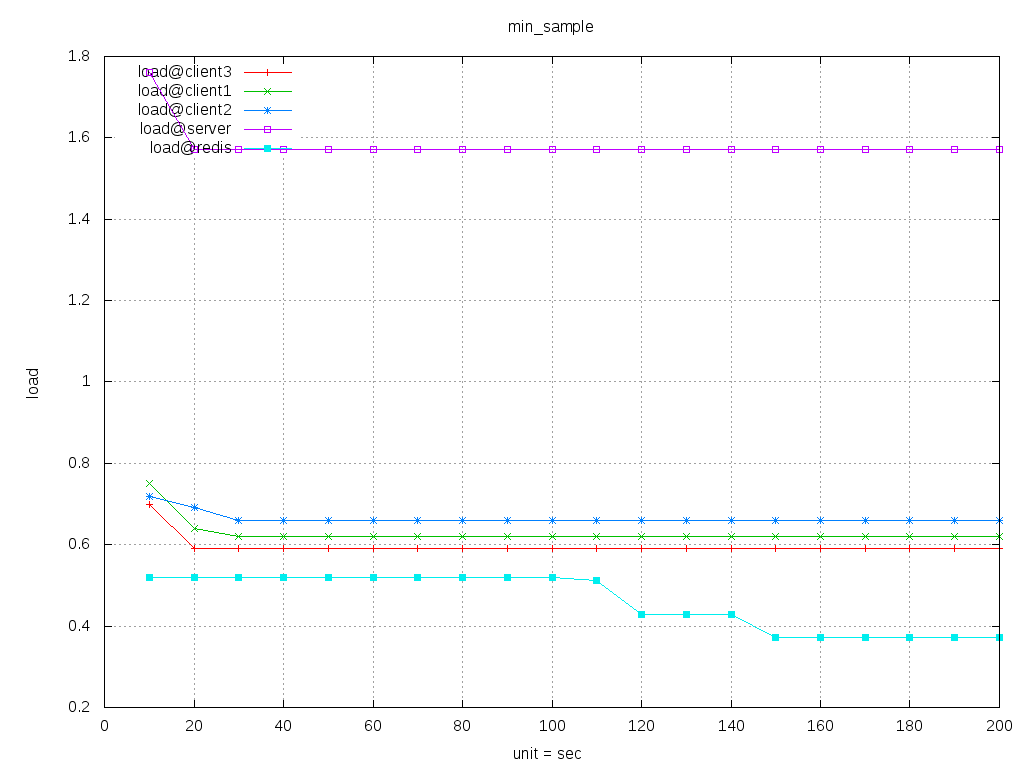 min_sample
load@client3
load@client1
load@client2
load@server
load@redis
1.8
1.6
1.4
1.2
1
0.8
0.6
0.4
0.2
load
0 20 40 60 80 100 120 140 160 180 200
unit = sec